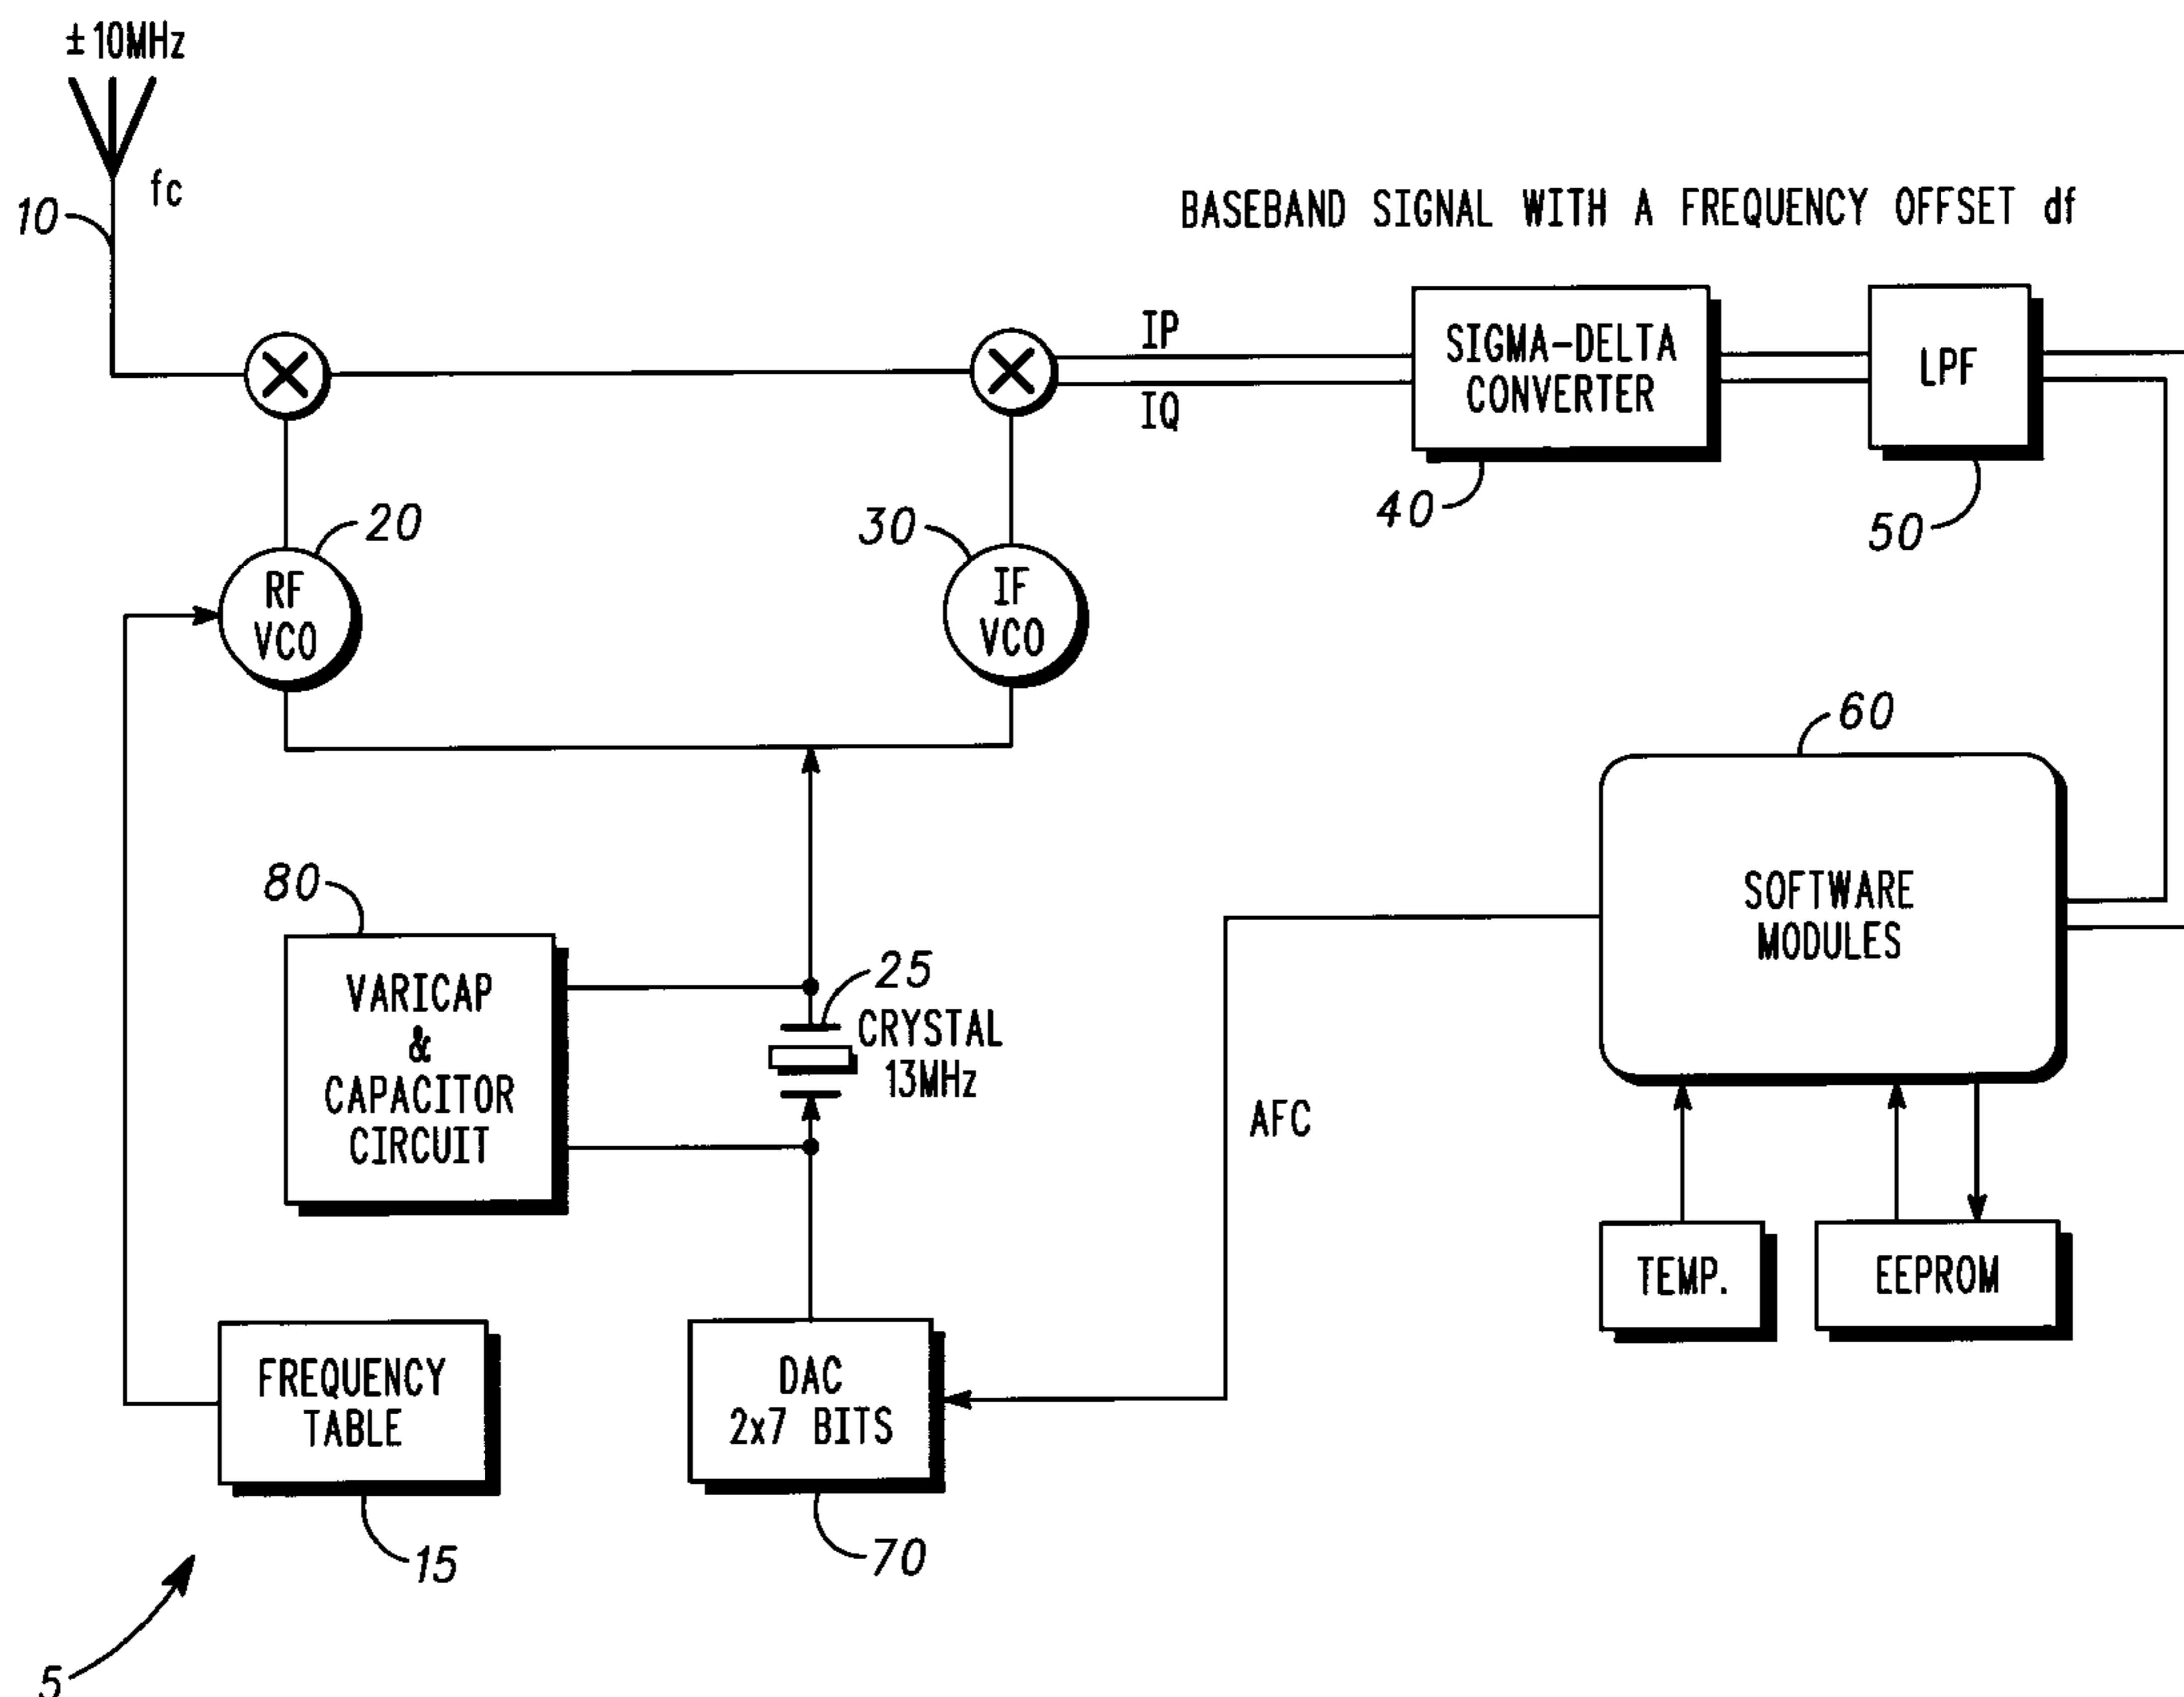 ±10MHz
fc
10
BASEBAND SIGNAL WITH A FREQUENCY OFFSET df
IP
IQ
SIGMA-DELTA
CONVERTER
40
LPF
50
20
RF
VCO
30
IF
VCO
60
SOFTWARE
MODULES
80
VARICAP
&
CAPACITOR
CIRCUIT
25
CRYSTAL
13MHz
AFC
TEMP.
EEPROM
FREQUENCY
TABLE
15
DAC
2x7 BITS
70
5